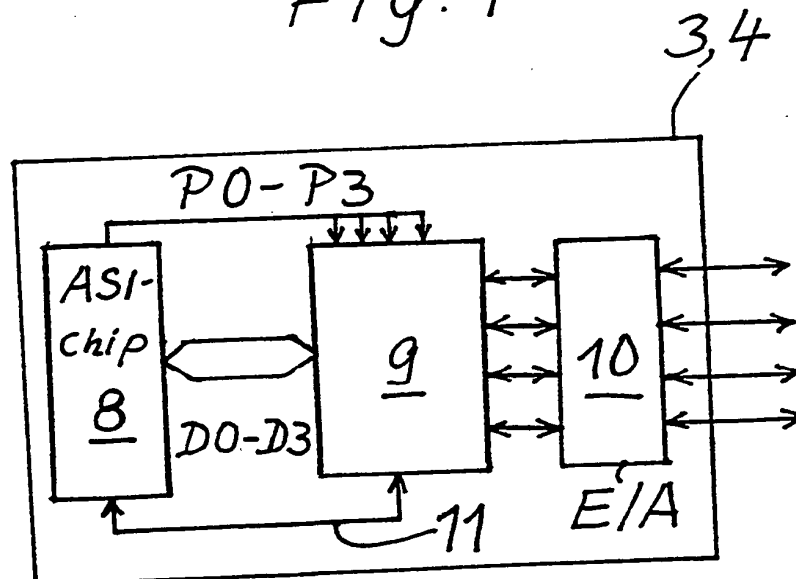 Fig. 1
3,4
P0-P3
ASI-
Chip
8
9
10
D0-D3
E/A
11